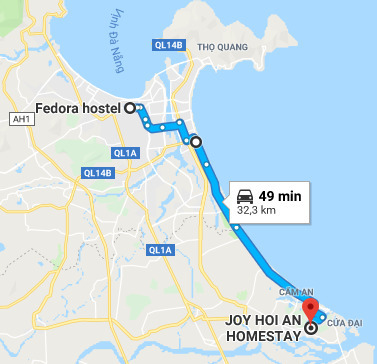 Vịnh Đà Nẵng
QL14B
THỌ QUANG
Fedora hostel
AH1
QL1A
QL14B
49 min
32,3 km
QL1A
CẨM AN
JOY HOI AN
HOMESTAY
CỬA ĐẠI